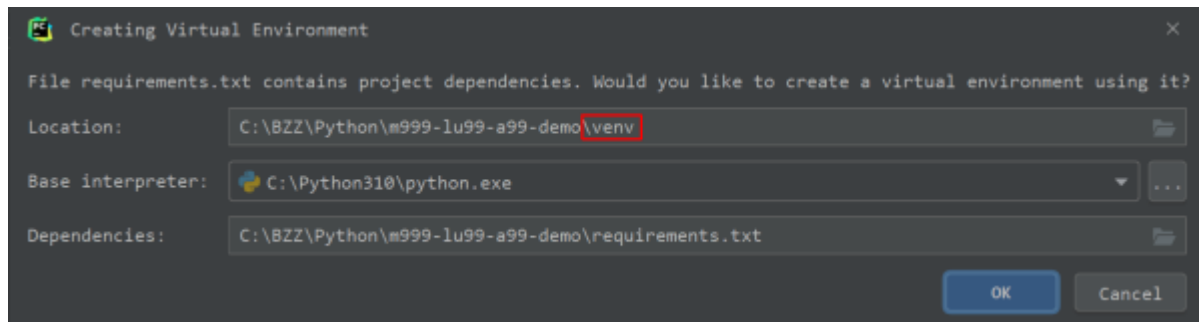 Creating Virtual Environment
File requirements.txt contains project dependencies. Would you like to create a virtual environment using it?
Location: C:\BZZ\Python\m999-lu99-a99-demo\venv
Base interpreter: C:\Python310\python.exe ...
Dependencies: C:\BZZ\Python\m999-lu99-a99-demo\requirements.txt
OK Cancel